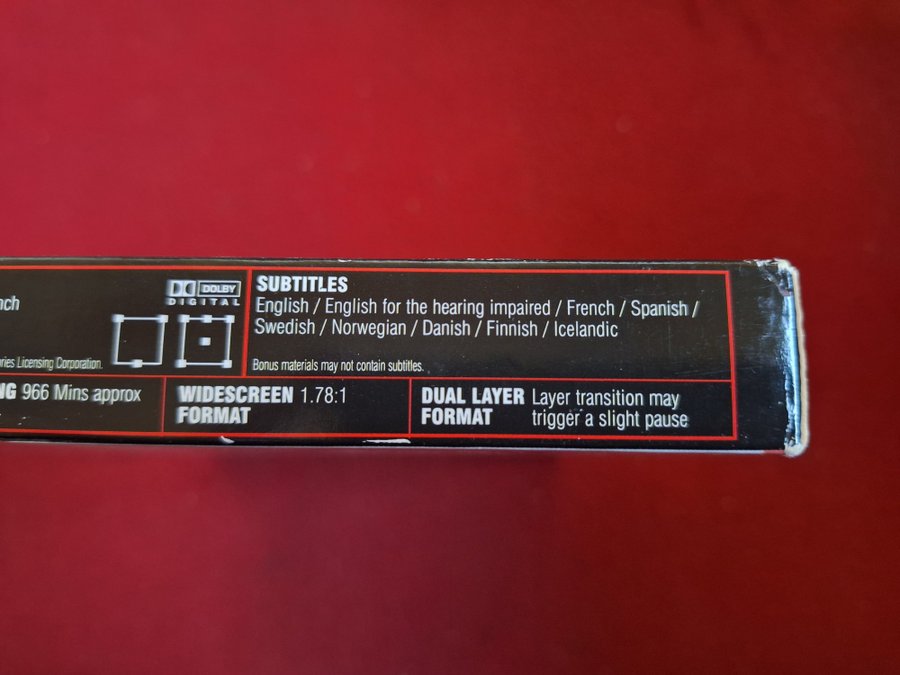 nch
DOLBY
DIGITAL
ries Licensing Corporation.
SUBTITLES
English / English for the hearing impaired / French / Spanish /
Swedish / Norwegian / Danish / Finnish / Icelandic
Bonus materials may not contain subtitles.
NG 966 Mins approx
WIDESCREEN 1.78:1
FORMAT
DUAL LAYER Layer transition may
FORMAT trigger a slight pause